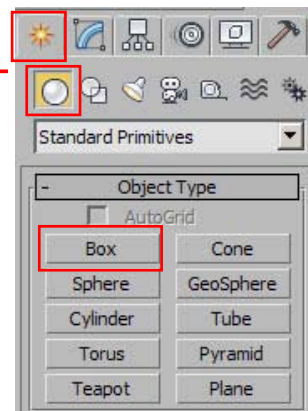 Standard Primitives
- Object Type
AutoGrid
Box Cone
Sphere GeoSphere
Cylinder Tube
Torus Pyramid
Teapot Plane